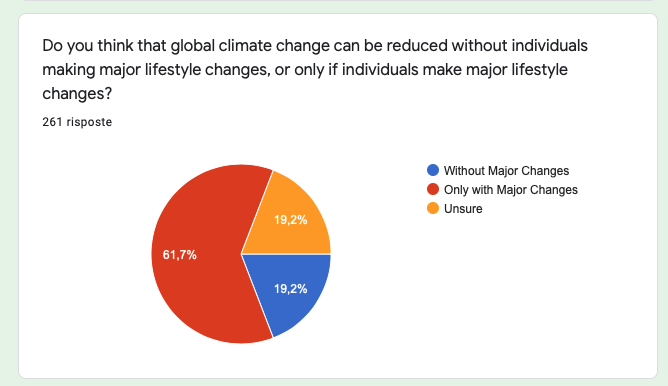 Do you think that global climate change can be reduced without individuals
making major lifestyle changes, or only if individuals make major lifestyle
changes?
261 risposte
Without Major Changes
Only with Major Changes
Unsure
19,2%
61,7%
19,2%